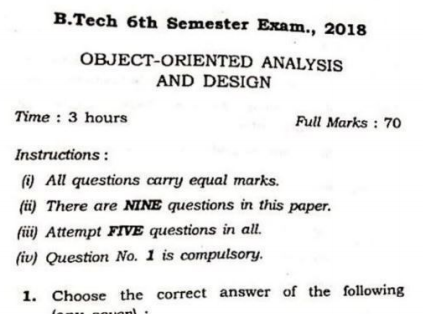 B.Tech 6th Semester Exam., 2018
OBJECT-ORIENTED ANALYSIS
AND DESIGN
Time : 3 hours
Full Marks : 70
Instructions :
(i) All questions carry equal marks.
(ii) There are NINE questions in this paper.
(iii) Attempt FIVE questions in all.
(iv) Question No. 1 is compulsory.
1. Choose the correct answer of the following